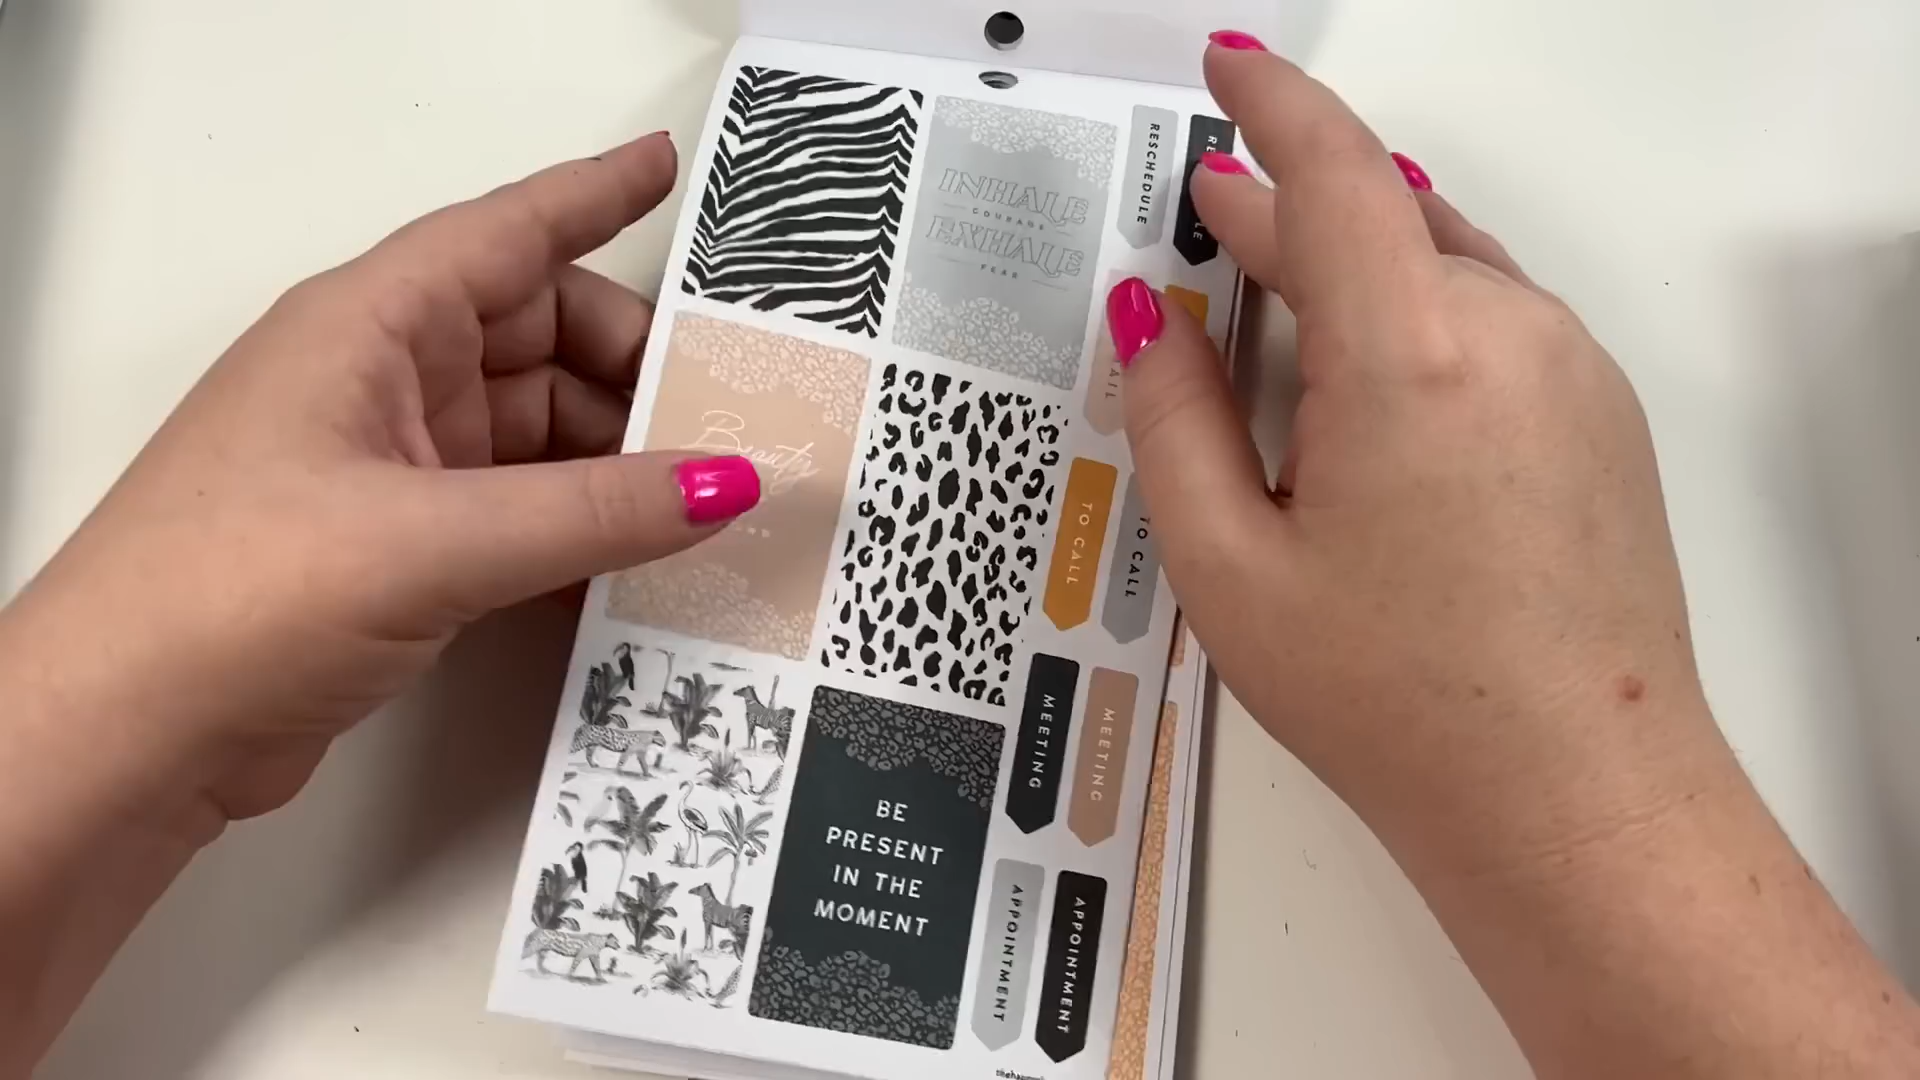 INHALE
COURAGE
EXHALE
FEAR
RESCHEDULE
Beauty
TO CALL
TO CALL
MEETING
MEETING
BE
PRESENT
IN THE
MOMENT
APPOINTMENT
APPOINTMENT